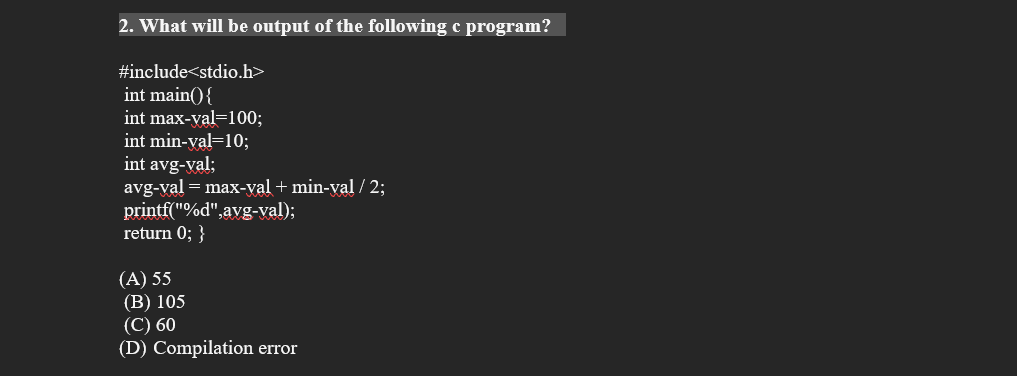 2. What will be output of the following c program?
#include<stdio.h>
int main(){
int max-val=100;
int min-val=10;
int avg-val;
avg-val = max-val + min-val / 2;
printf("%d",avg-val);
return 0; }
(A) 55
(B) 105
(C) 60
(D) Compilation error